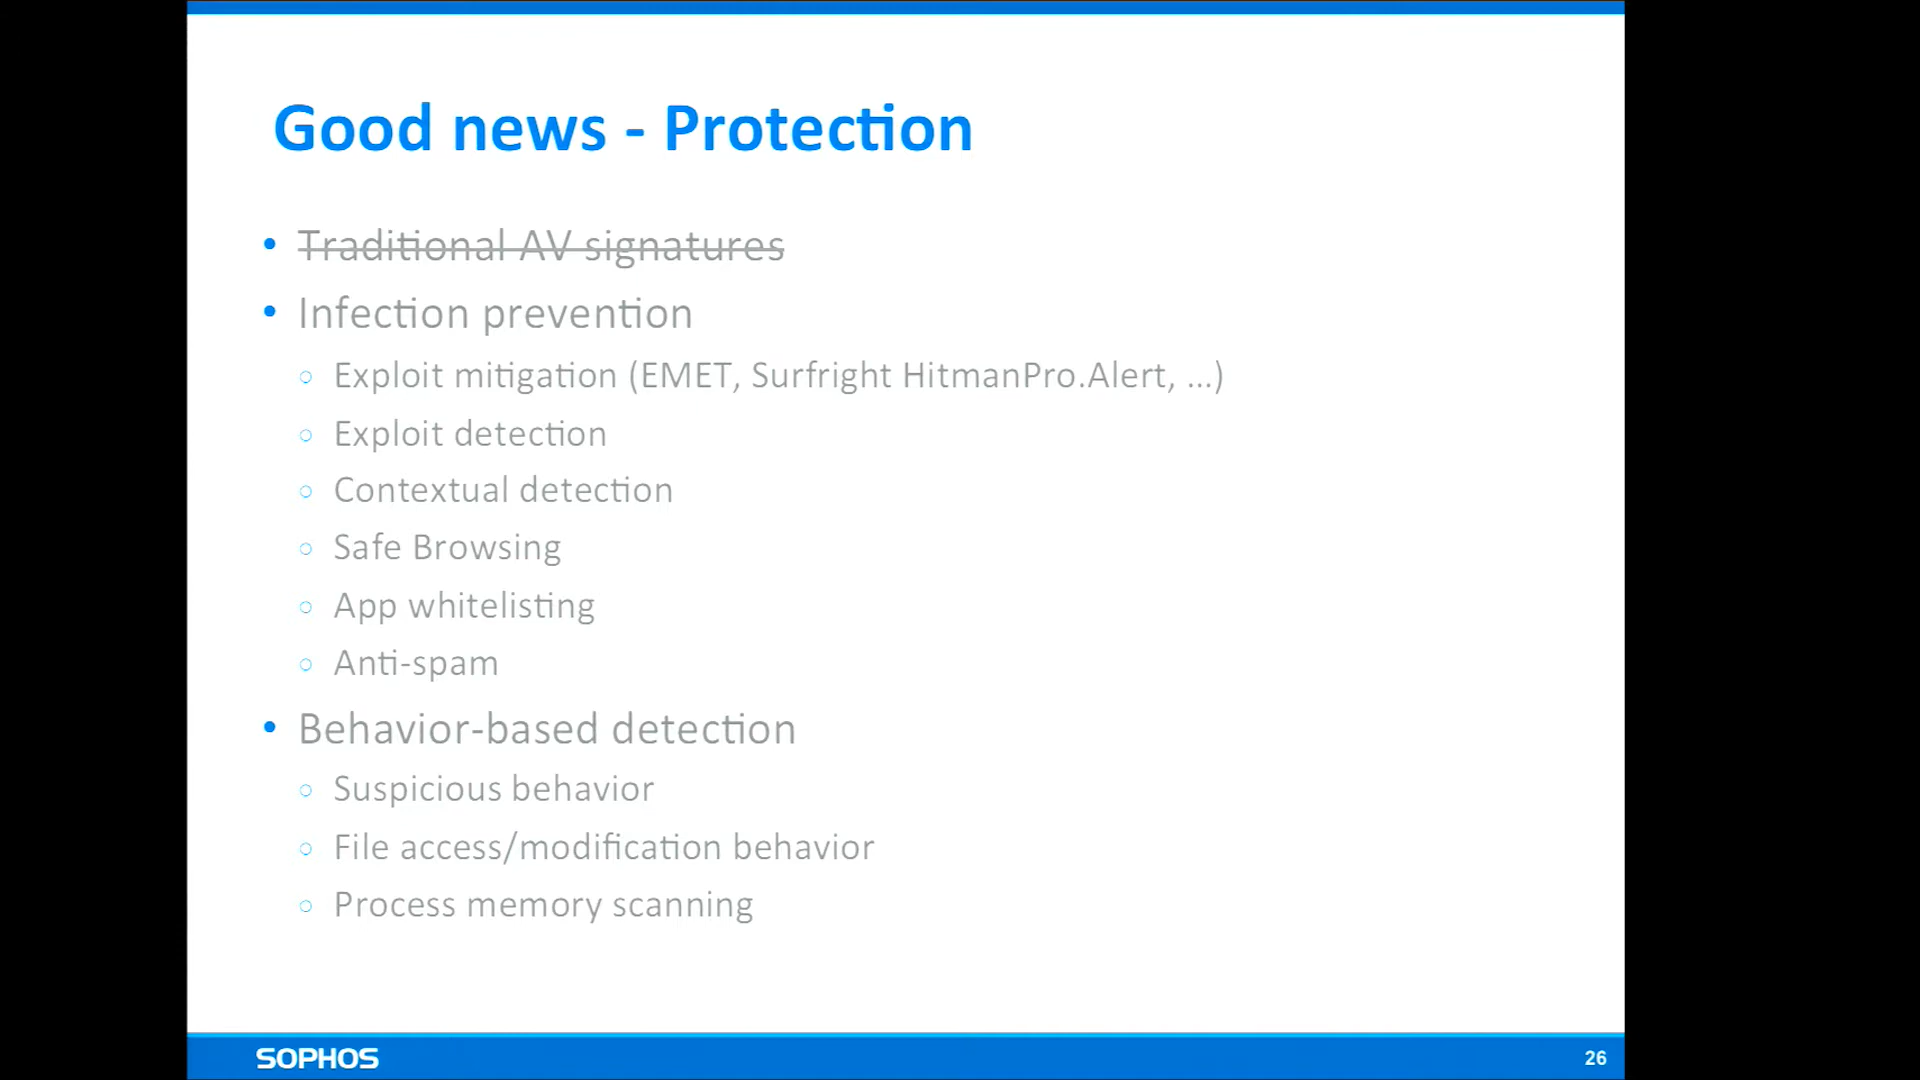 Good news - Protection
• Traditional AV signatures
• Infection prevention
○ Exploit mitigation (EMET, Surfright HitmanPro.Alert, ...)
○ Exploit detection
○ Contextual detection
○ Safe Browsing
○ App whitelisting
○ Anti-spam
• Behavior-based detection
○ Suspicious behavior
○ File access/modification behavior
○ Process memory scanning
SOPHOS
26